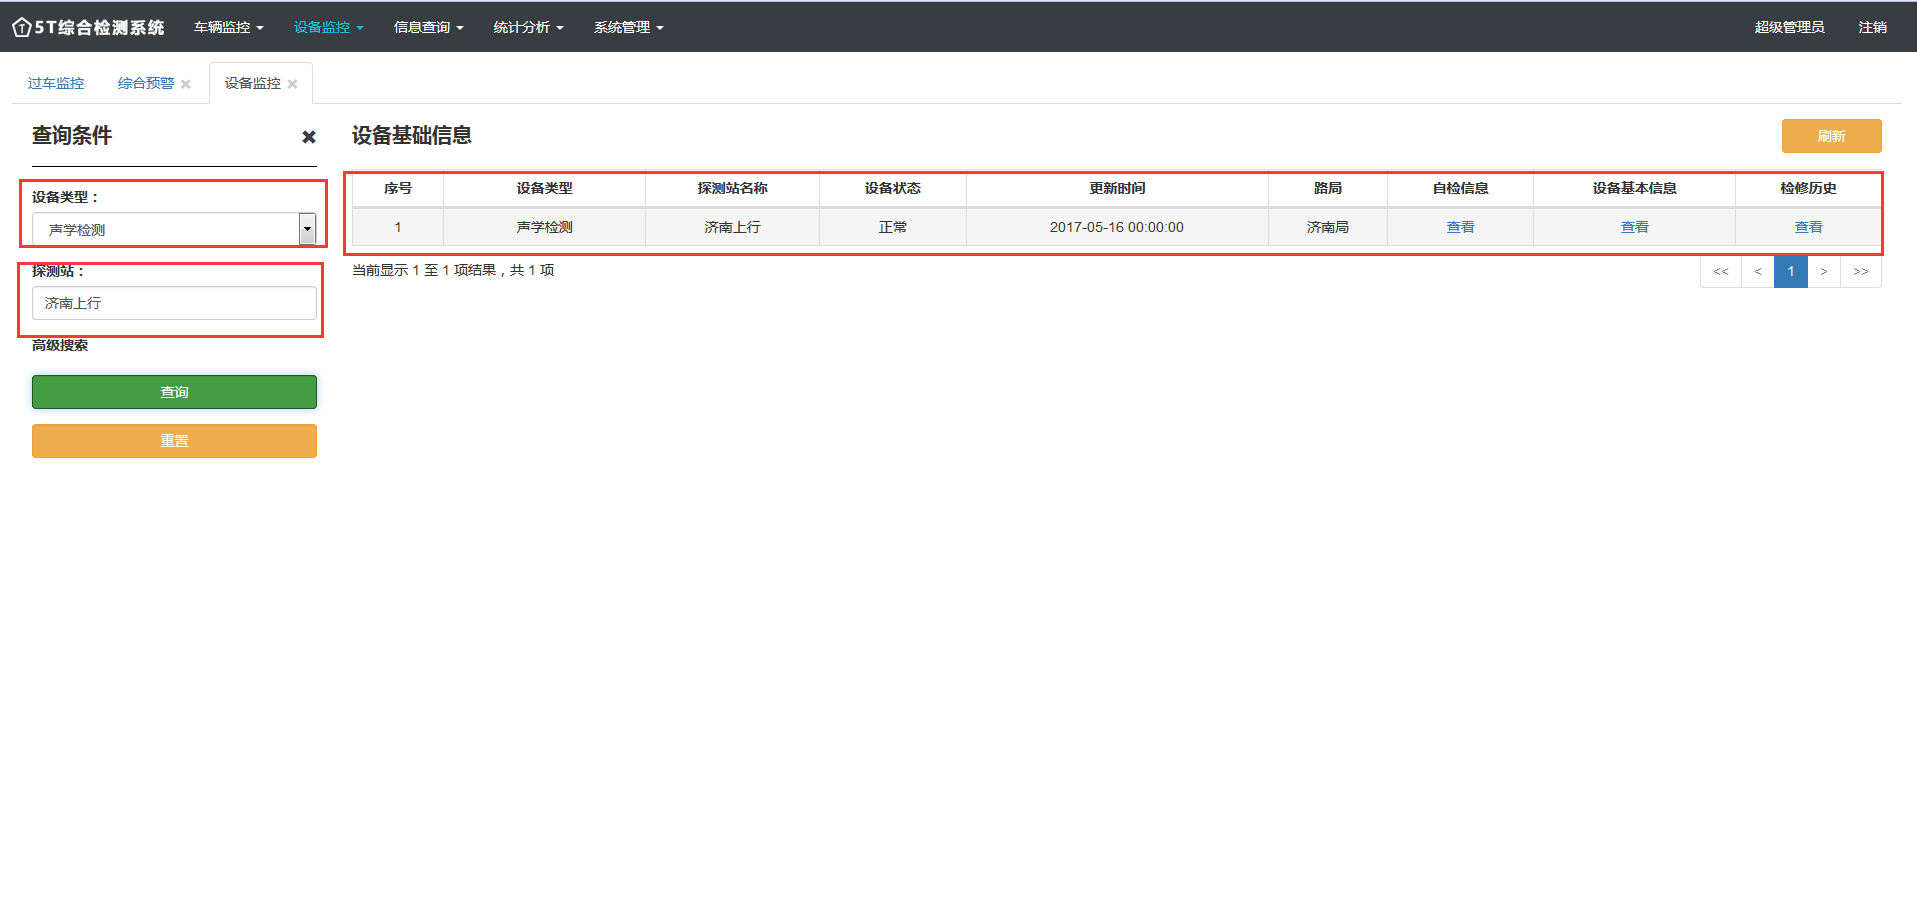 5T综合检测系统 车辆监控 设备监控 信息查询 统计分析 系统管理 超级管理员 注销
过车监控 综合预警 设备监控
查询条件
设备类型：
声学检测
探测站：
济南上行
高级搜索
查询
重置
设备基础信息
刷新
序号 设备类型 探测站名称 设备状态 更新时间 路局 自检信息 设备基本信息 检修历史
1 声学检测 济南上行 正常 2017-05-16 00:00:00 济南局 查看 查看 查看
当前显示 1 至 1 项结果，共 1 项
<< < 1 > >>